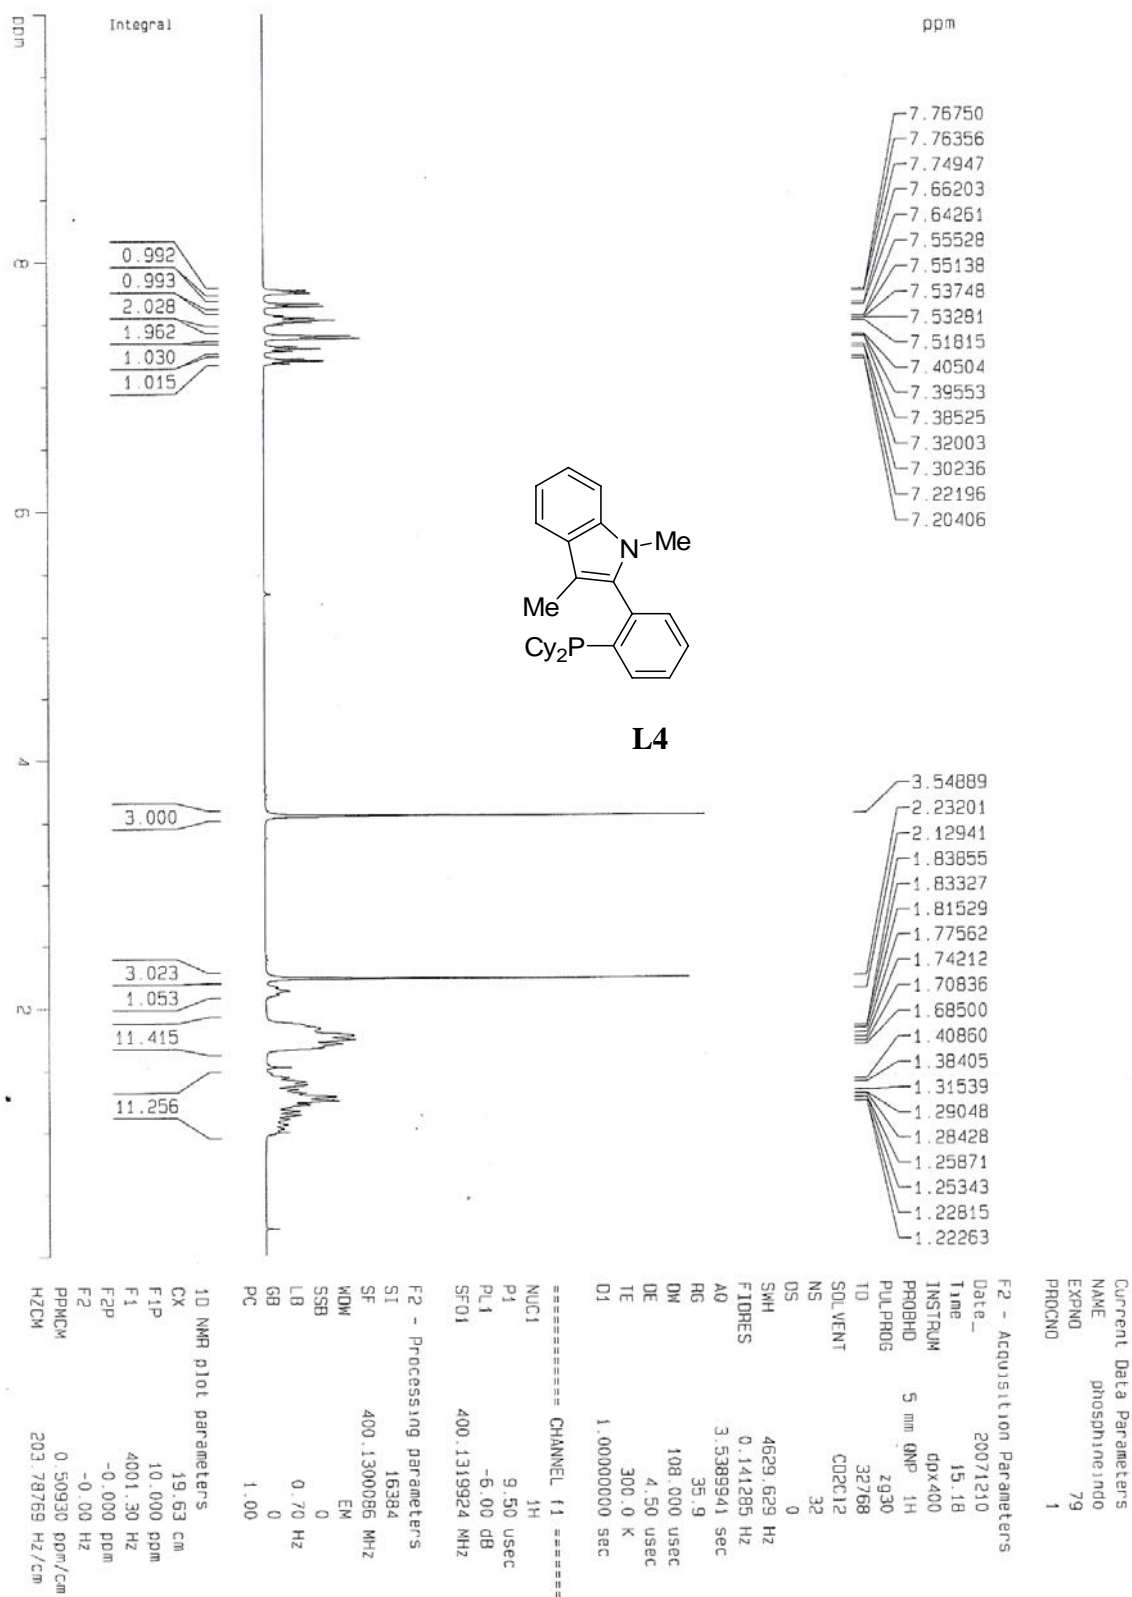 ppm
Integral
8
6
4
2
0.992
0.993
2.028
1.962
1.030
1.015
3.000
3.023
1.053
11.415
11.256
ppm
7.76750
7.76356
7.74947
7.66203
7.64261
7.55528
7.55138
7.53748
7.53281
7.51815
7.40504
7.39553
7.38525
7.32003
7.30236
7.22196
7.20406
3.54889
2.23201
2.12941
1.83855
1.83327
1.81529
1.77562
1.74212
1.70836
1.68500
1.40860
1.38405
1.31539
1.29048
1.28428
1.25871
1.25343
1.22815
1.22263
N Me
Me
Cy2P
L4
Current Data Parameters
NAME phosphineindo
EXPNO 79
PROCNO 1
F2 - Acquisition Parameters
Date_ 20071210
Time 15.18
INSTRUM dpx400
PROBHD 5 mm QNP 1H
PULPROG zg30
TD 32768
SOLVENT CD2Cl2
NS 32
DS 0
SWH 4629.629 Hz
FIDRES 0.141285 Hz
AQ 3.5389941 sec
RG 35.9
DW 108.000 usec
DE 4.50 usec
TE 300.0 K
D1 1.00000000 sec
======== CHANNEL f1 ========
NUC1 1H
P1 9.50 usec
PL1 -6.00 dB
SFO1 400.1319924 MHz
F2 - Processing parameters
SI 16384
SF 400.1300086 MHz
WDW EM
SSB 0
LB 0.70 Hz
GB 0
PC 1.00
1D NMR plot parameters
CX 19.63 cm
F1P 10.000 ppm
F1 4001.30 Hz
F2P -0.000 ppm
F2 -0.00 Hz
PPMCM 0.50930 ppm/cm
HZCM 203.78769 Hz/cm